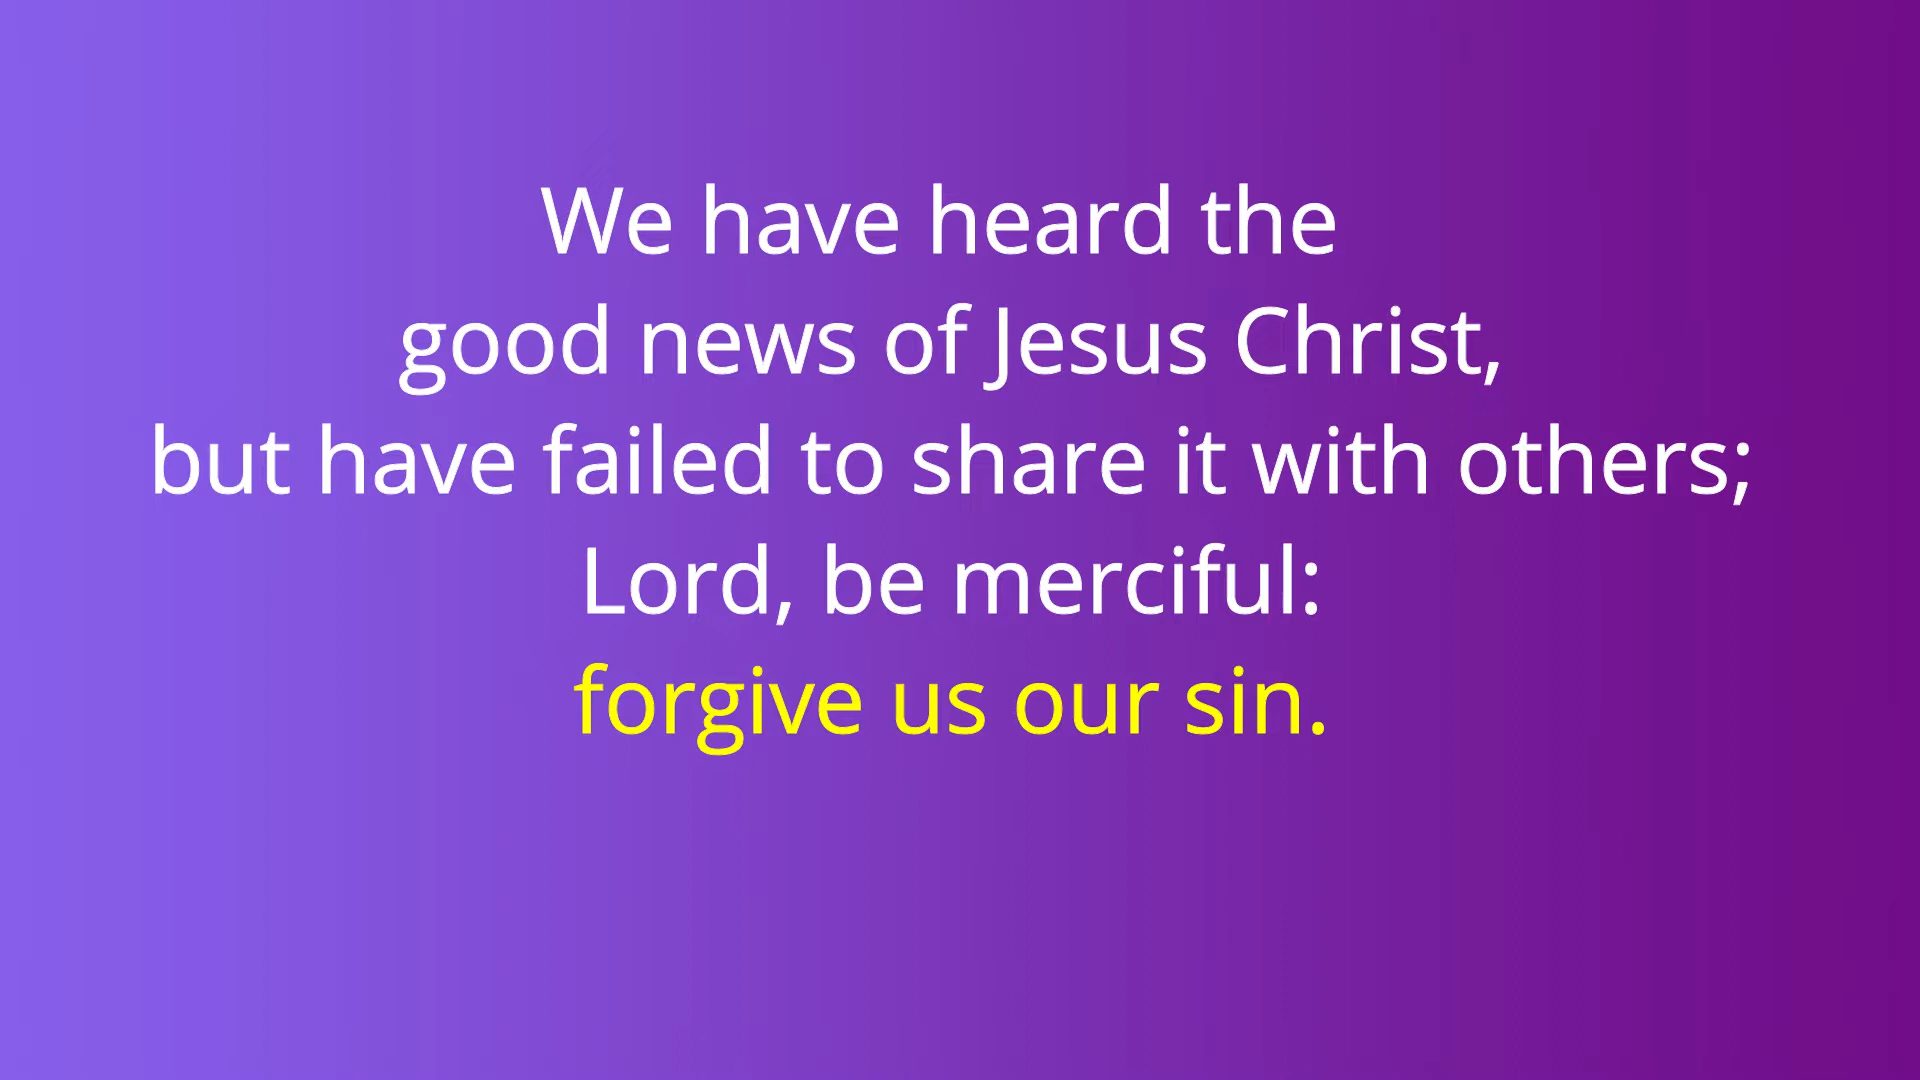 We have heard the
good news of Jesus Christ,
but have failed to share it with others;
Lord, be merciful:
forgive us our sin.